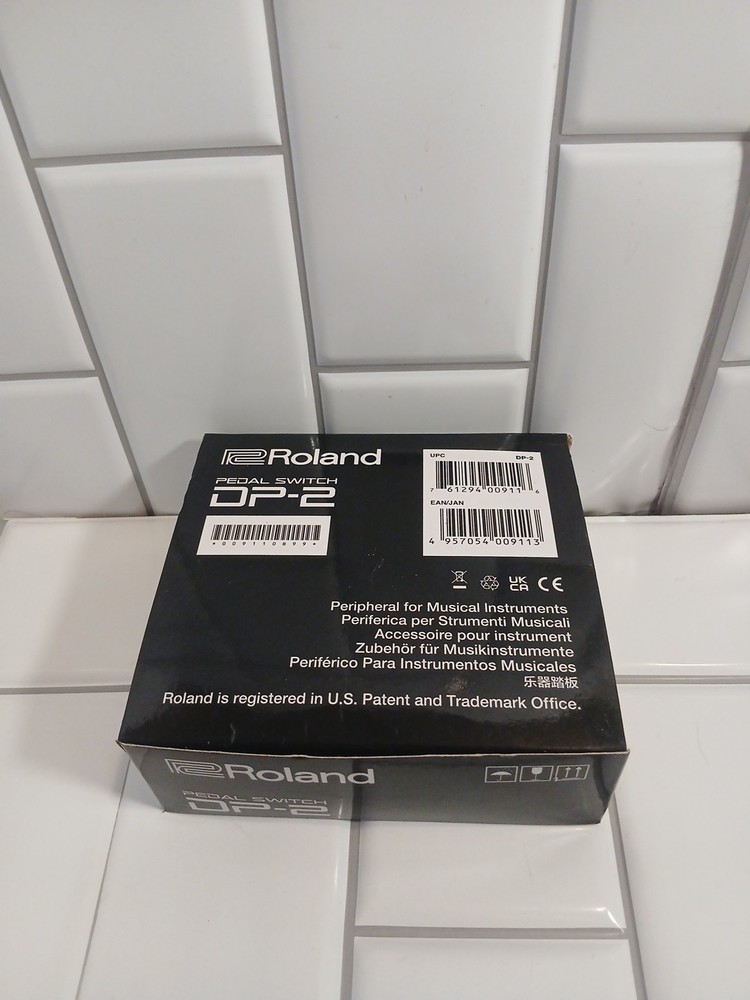 Roland
PEDAL SWITCH
DP-2
*0091108999*
UPC DP-2
7 61294 00911 6
EAN/JAN
4 957054 009113
UK
CA
CE
Peripheral for Musical Instruments
Periferica per Strumenti Musicali
Accessoire pour instrument
Zubehör für Musikinstrumente
Periférico Para Instrumentos Musicales
乐器踏板
Roland is registered in U.S. Patent and Trademark Office.
Roland
PEDAL SWITCH
DP-2